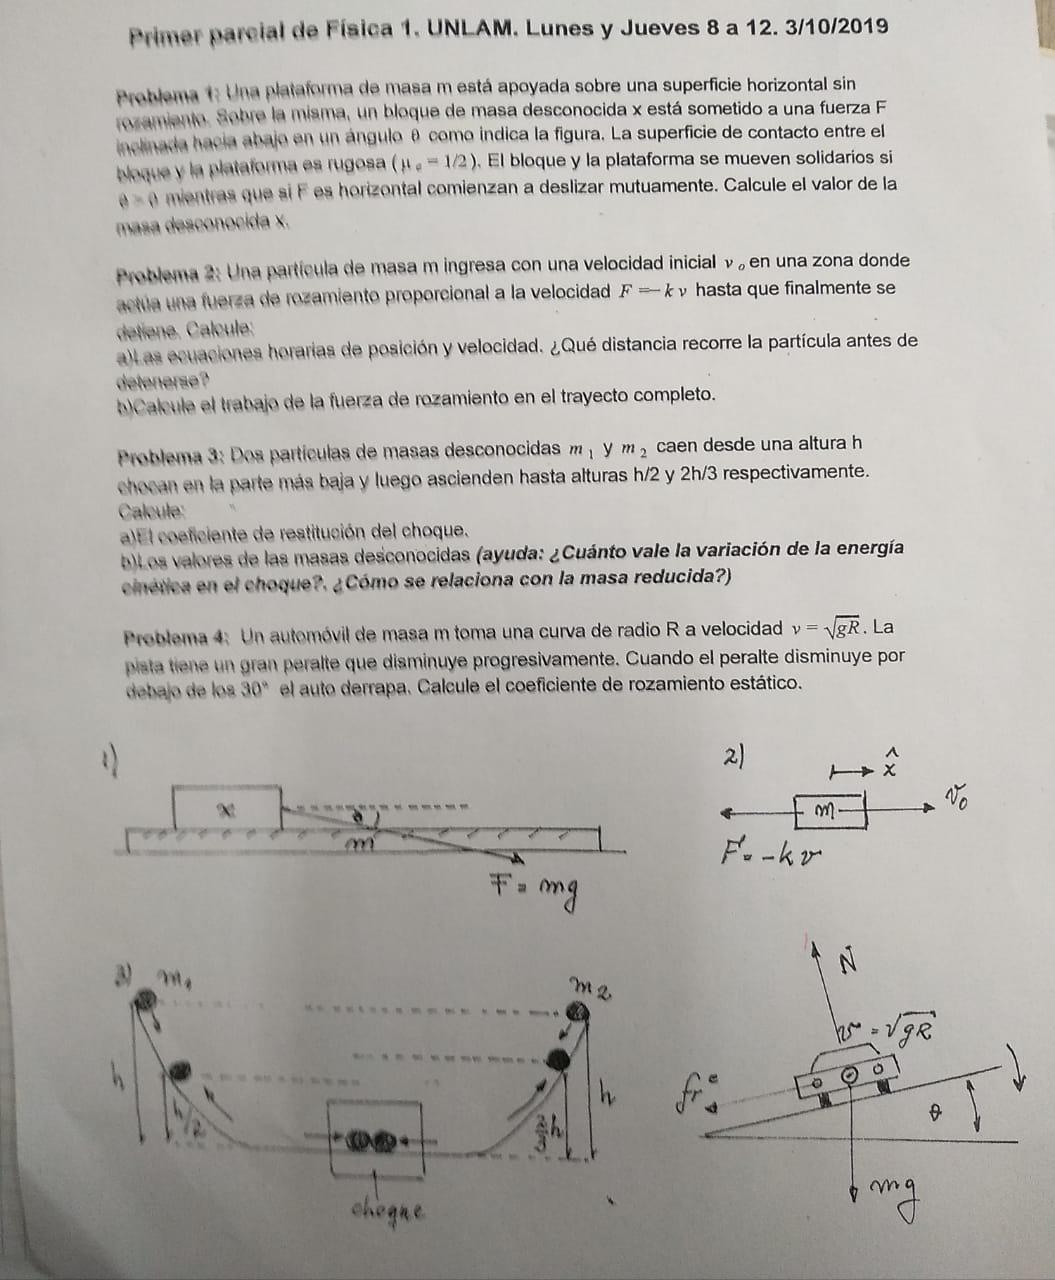 Primer parcial de Física 1. UNLAM. Lunes y Jueves 8 a 12. 3/10/2019
Problema 1: Una plataforma de masa m está apoyada sobre una superficie horizontal sin
rozamiento. Sobre la misma, un bloque de masa desconocida x está sometido a una fuerza F
inclinada hacia abajo en un ángulo θ como indica la figura. La superficie de contacto entre el
bloque y la plataforma es rugosa ( μ e = 1/2 ). El bloque y la plataforma se mueven solidarios si
θ > 0 mientras que si F es horizontal comienzan a deslizar mutuamente. Calcule el valor de la
masa desconocida x.
Problema 2: Una partícula de masa m ingresa con una velocidad inicial v o en una zona donde
actúa una fuerza de rozamiento proporcional a la velocidad F =− k v hasta que finalmente se
detiene. Calcule:
a)Las ecuaciones horarias de posición y velocidad. ¿Qué distancia recorre la partícula antes de
detenerse?
b)Calcule el trabajo de la fuerza de rozamiento en el trayecto completo.
Problema 3: Dos partículas de masas desconocidas m 1 y m 2 caen desde una altura h
chocan en la parte más baja y luego ascienden hasta alturas h/2 y 2h/3 respectivamente.
Calcule:
a)El coeficiente de restitución del choque.
b)Los valores de las masas desconocidas (ayuda: ¿Cuánto vale la variación de la energía
cinética en el choque?. ¿Cómo se relaciona con la masa reducida?)
Problema 4: Un automóvil de masa m toma una curva de radio R a velocidad v = √gR . La
pista tiene un gran peralte que disminuye progresivamente. Cuando el peralte disminuye por
debajo de los 30° el auto derrapa. Calcule el coeficiente de rozamiento estático.
1)
x
θ
m
F = mg
2)
x̂
m
v₀
F = -kv
3) m₁
m₂
h
h/2
2/3 h
h
choque
N
v = √gR
fr
θ
mg